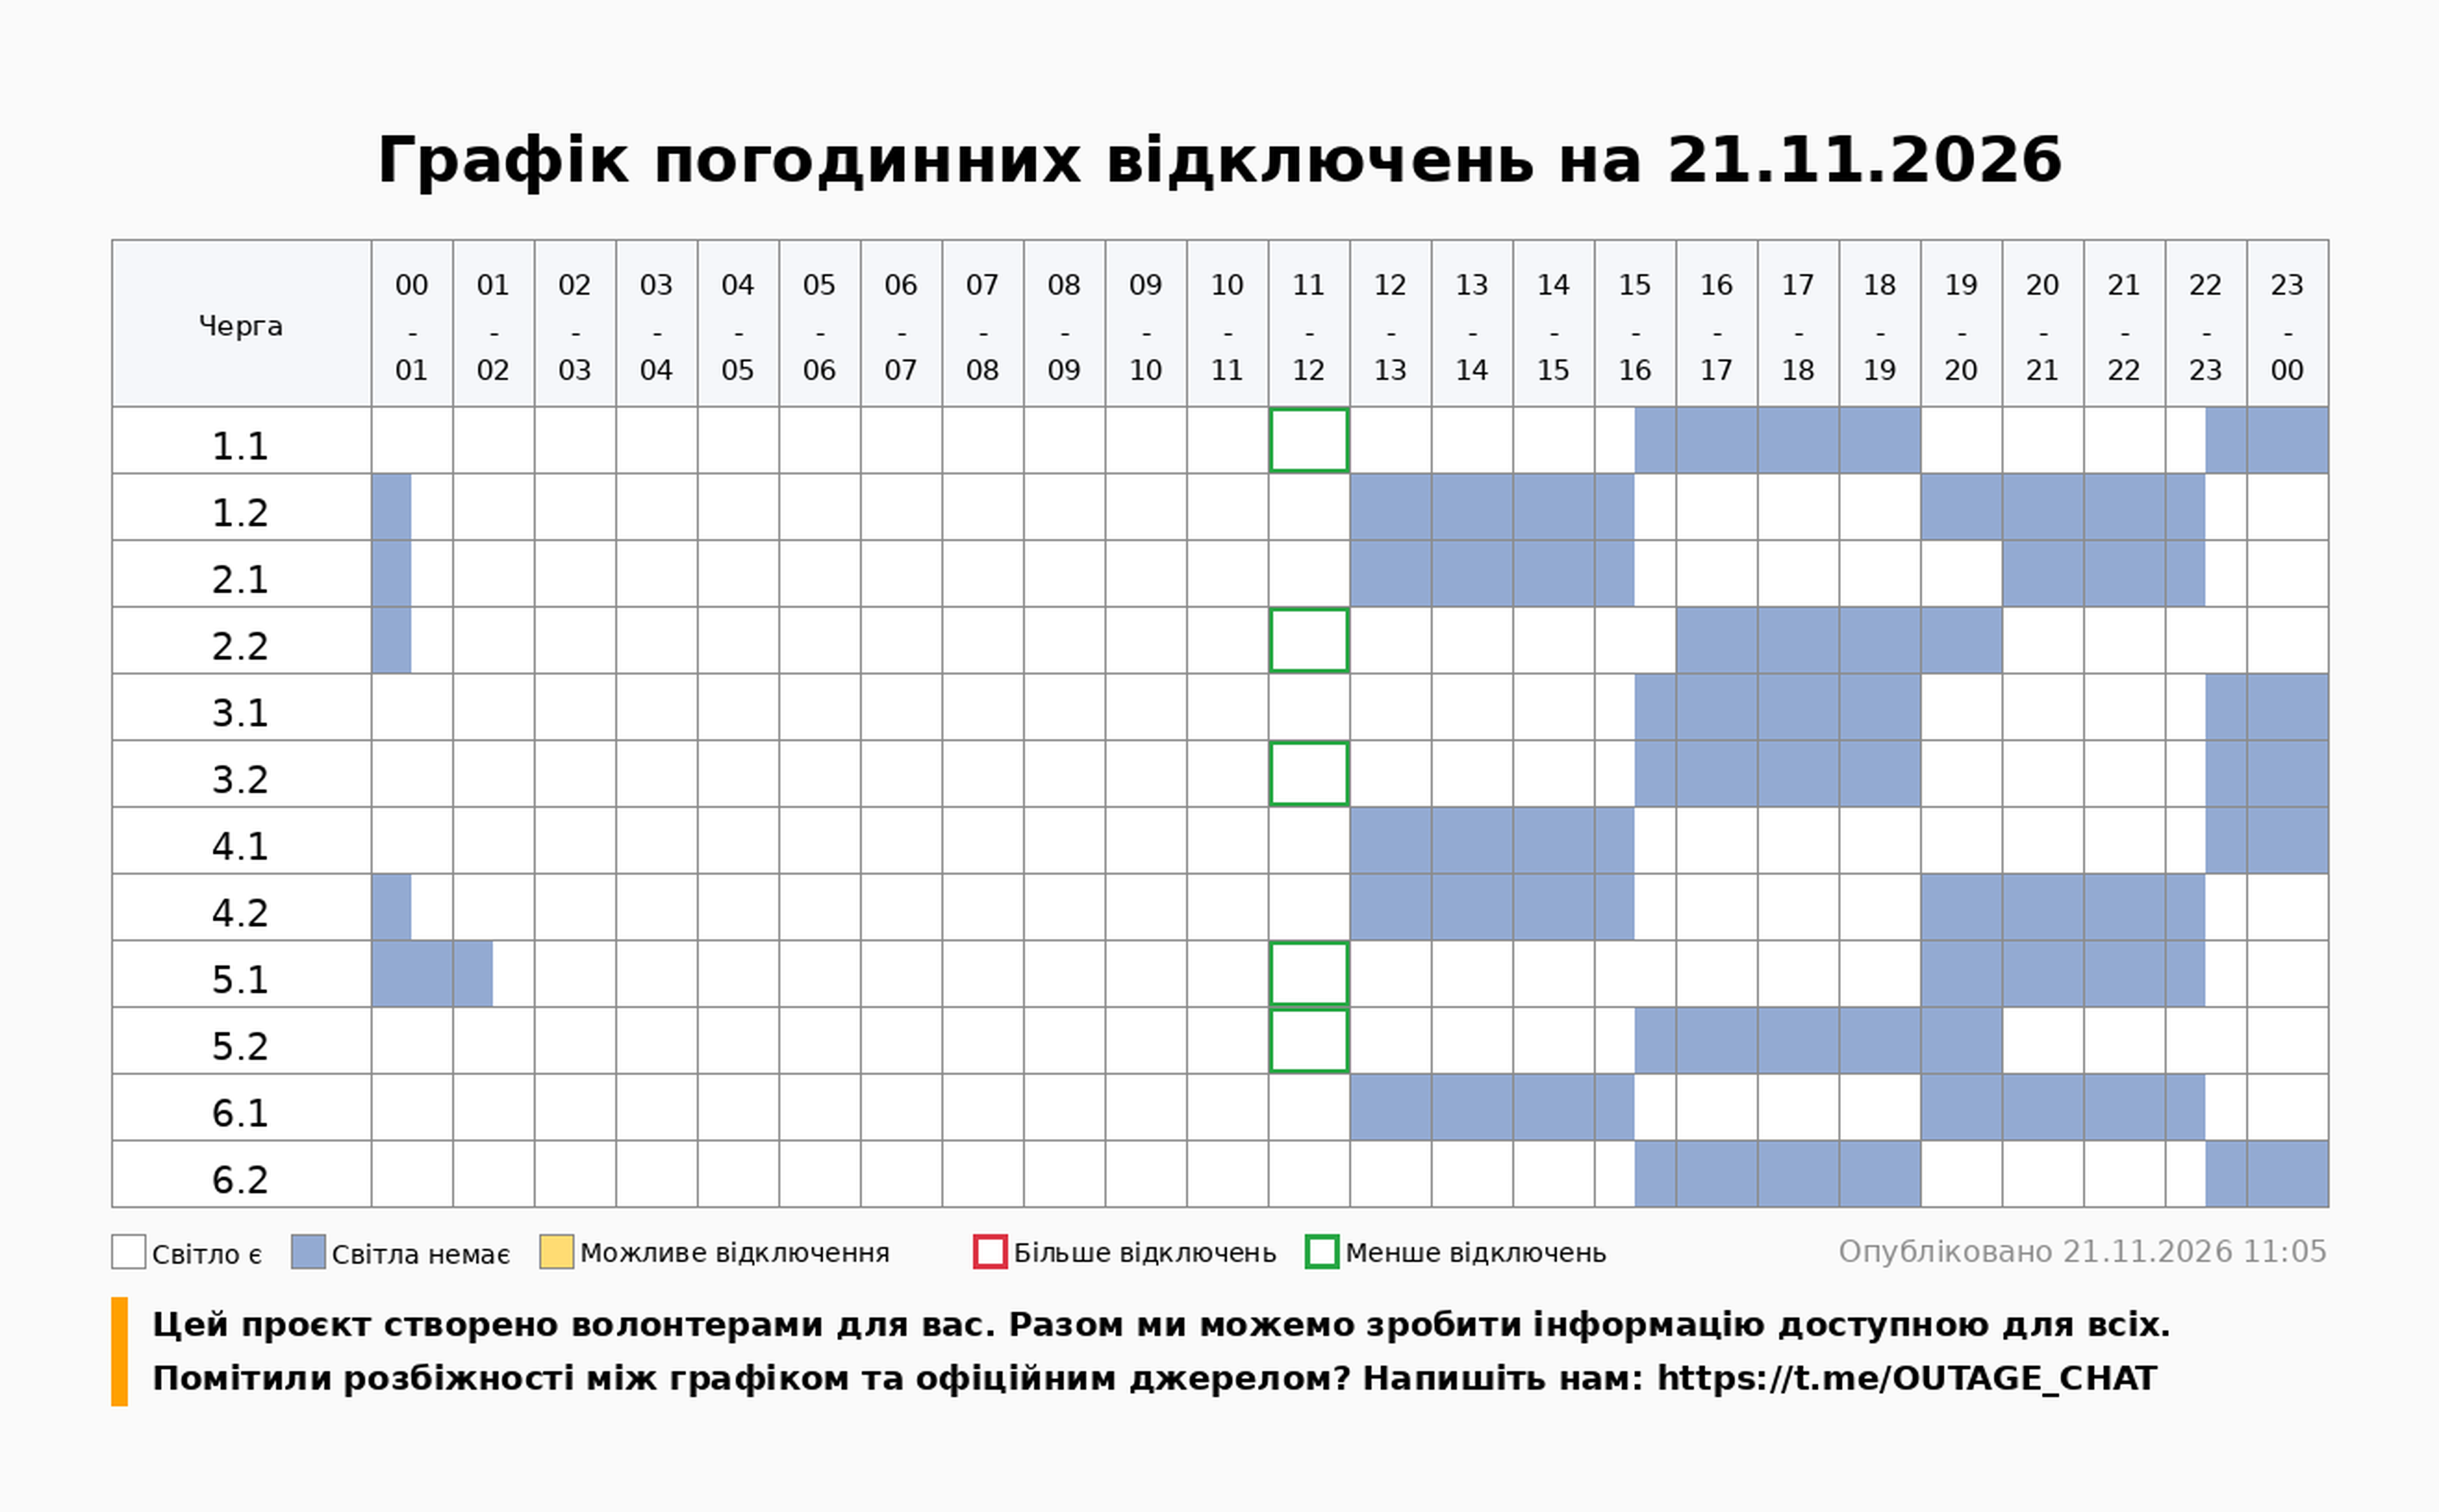 Графік погодинних відключень на 21.11.2026
Черга 00 - 01 01 - 02 02 - 03 03 - 04 04 - 05 05 - 06 06 - 07 07 - 08 08 - 09 09 - 10 10 - 11 11 - 12 12 - 13 13 - 14 14 - 15 15 - 16 16 - 17 17 - 18 18 - 19 19 - 20 20 - 21 21 - 22 22 - 23 23 - 00
1.1
1.2
2.1
2.2
3.1
3.2
4.1
4.2
5.1
5.2
6.1
6.2
Світло є Світла немає Можливе відключення Більше відключень Менше відключень Опубліковано 21.11.2026 11:05
Цей проєкт створено волонтерами для вас. Разом ми можемо зробити інформацію доступною для всіх.
Помітили розбіжності між графіком та офіційним джерелом? Напишіть нам: https://t.me/OUTAGE_CHAT